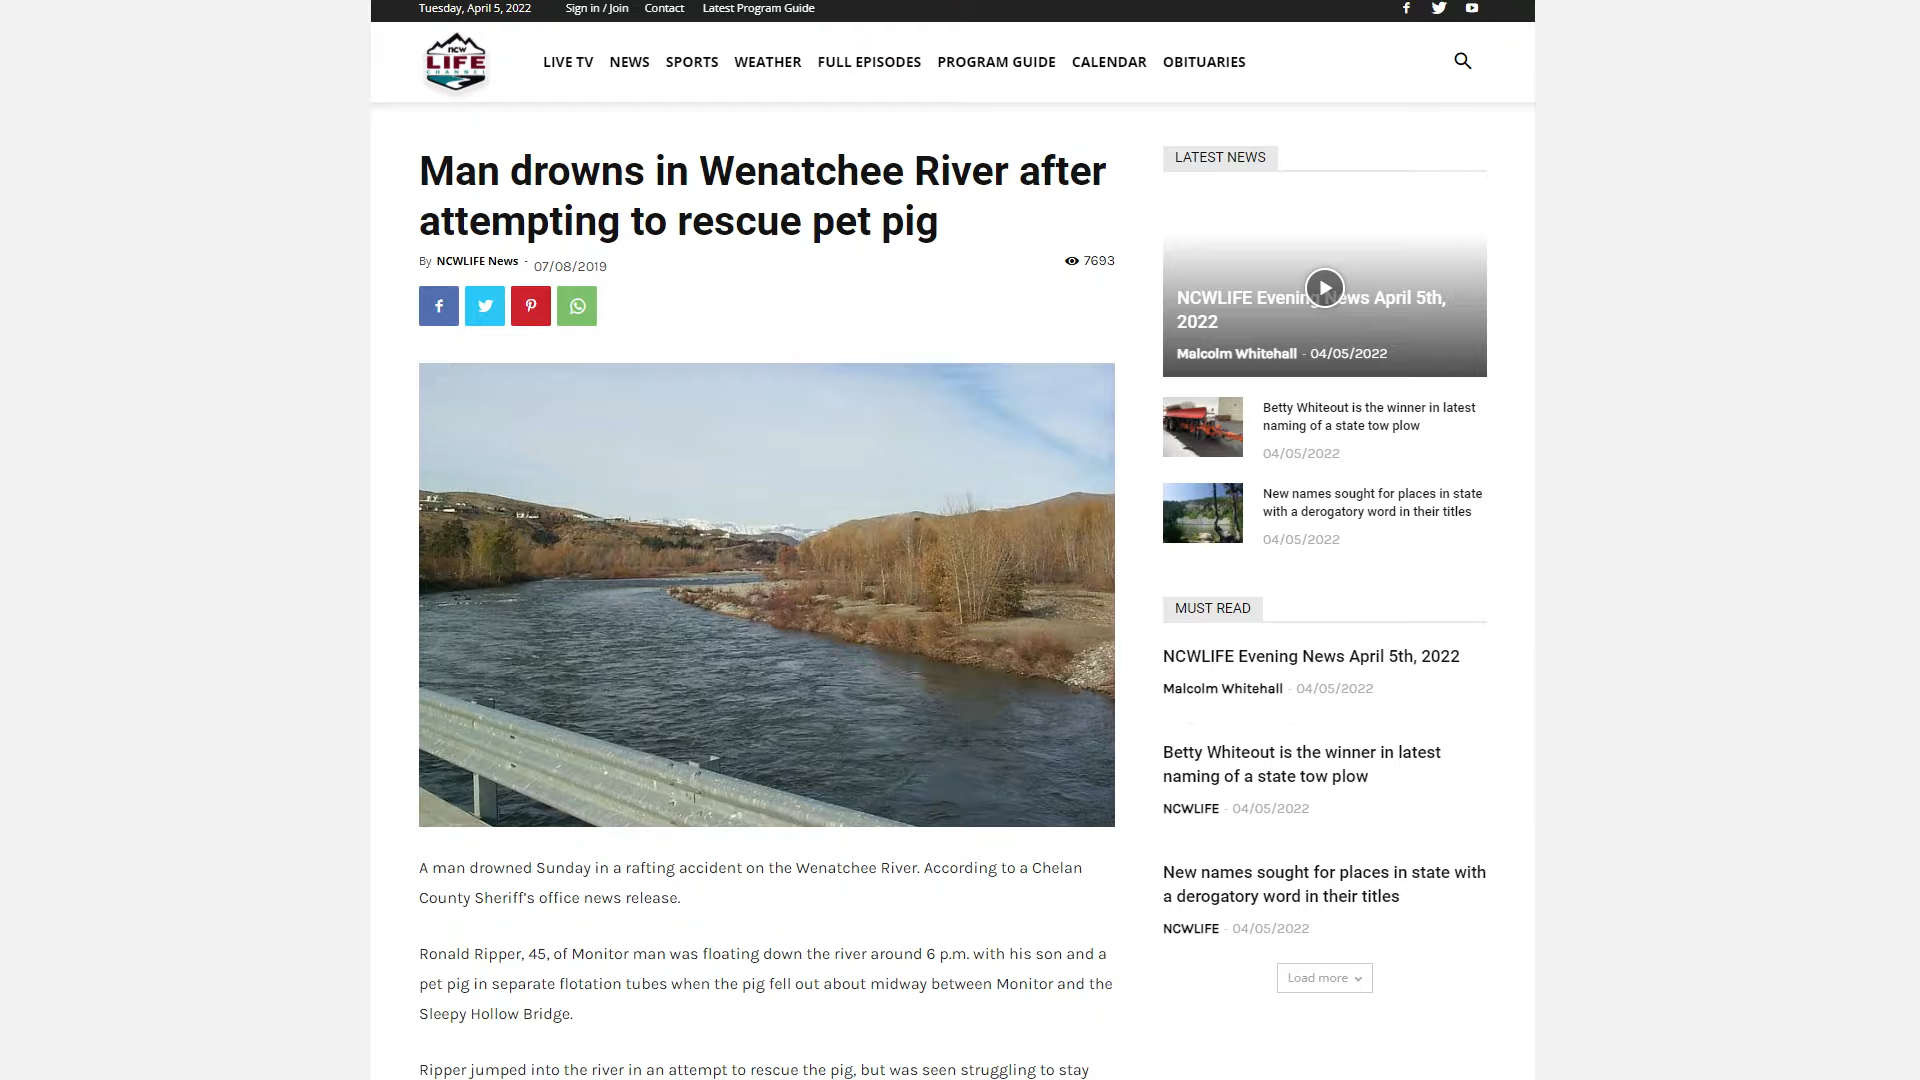 Tuesday, April 5, 2022 Sign in / Join Contact Latest Program Guide
ncw
LIFE
CHANNEL
LIVE TV NEWS SPORTS WEATHER FULL EPISODES PROGRAM GUIDE CALENDAR OBITUARIES
Man drowns in Wenatchee River after
attempting to rescue pet pig
By NCWLIFE News - 07/08/2019
7693
A man drowned Sunday in a rafting accident on the Wenatchee River. According to a Chelan
County Sheriff’s office news release.
Ronald Ripper, 45, of Monitor man was floating down the river around 6 p.m. with his son and a
pet pig in separate flotation tubes when the pig fell out about midway between Monitor and the
Sleepy Hollow Bridge.
Ripper jumped into the river in an attempt to rescue the pig, but was seen struggling to stay
LATEST NEWS
NCWLIFE Evening News April 5th,
2022
Malcolm Whitehall - 04/05/2022
Betty Whiteout is the winner in latest
naming of a state tow plow
04/05/2022
New names sought for places in state
with a derogatory word in their titles
04/05/2022
MUST READ
NCWLIFE Evening News April 5th, 2022
Malcolm Whitehall - 04/05/2022
Betty Whiteout is the winner in latest
naming of a state tow plow
NCWLIFE - 04/05/2022
New names sought for places in state with
a derogatory word in their titles
NCWLIFE - 04/05/2022
Load more